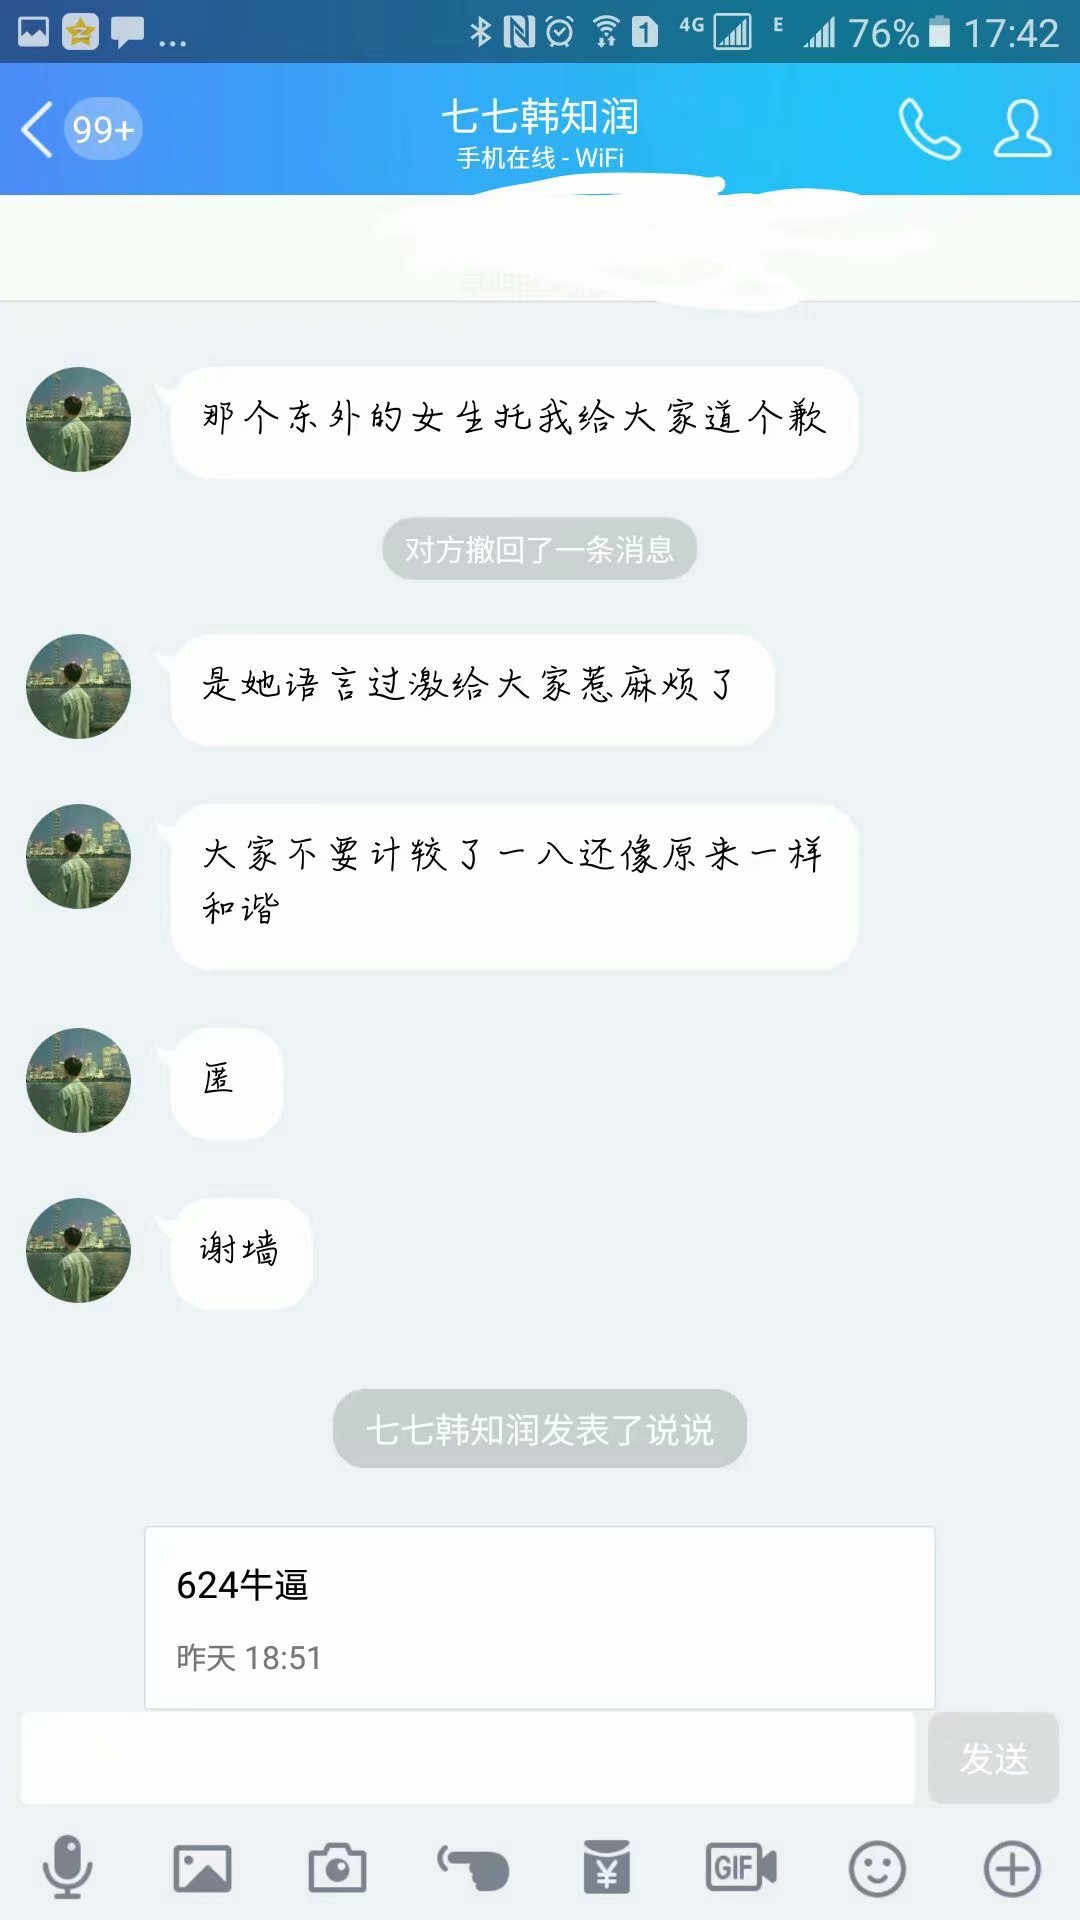 4G
1
E
76%
17:42
99+
七七韩知润
手机在线 - WiFi
那个东外的女生托我给大家道个歉
对方撤回了一条消息
是她语言过激给大家惹麻烦了
大家不要计较了一八还像原来一样
和谐
匿
谢墙
七七韩知润发表了说说
624牛逼
昨天 18:51
发送
GIF